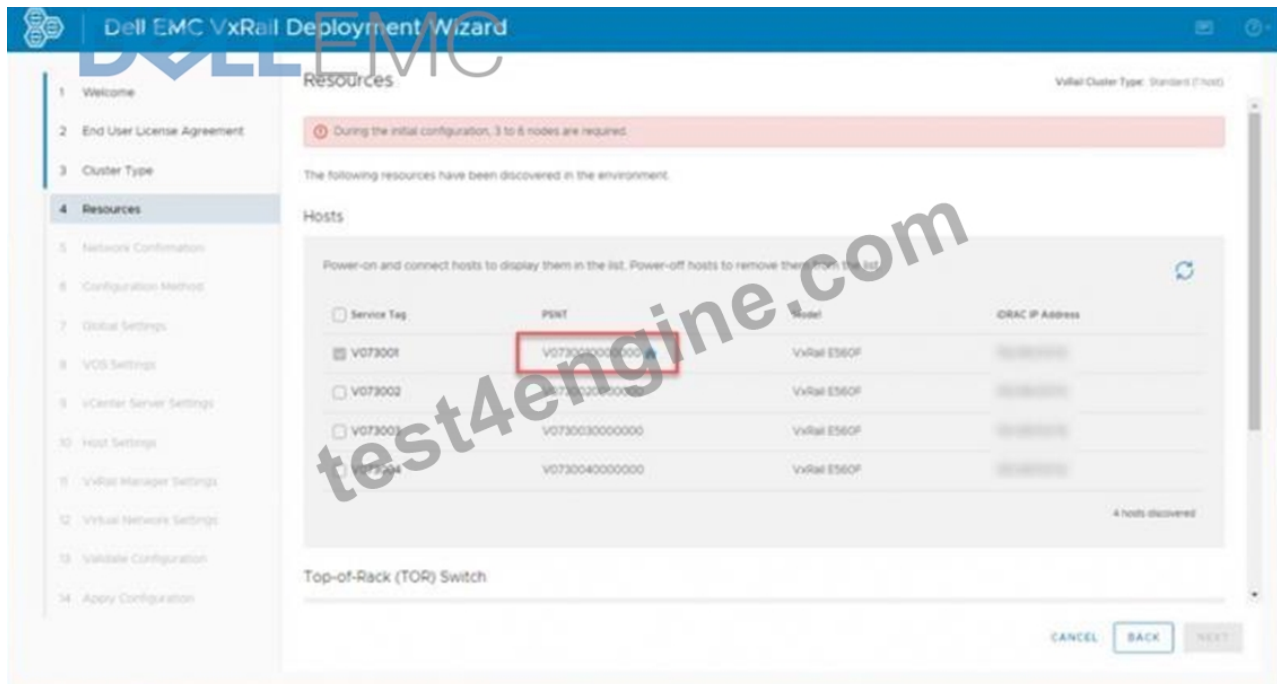 Dell EMC VxRail Deployment Wizard
DELLEMC
Resources
VxRail Cluster Type: Standard (1 host)
1 Welcome
2 End User License Agreement
3 Cluster Type
4 Resources
5 Network Confirmation
6 Configuration Method
7 Global Settings
8 VDS Settings
9 vCenter Server Settings
10 Host Settings
11 VxRail Manager Settings
12 Virtual Network Settings
13 Validate Configuration
14 Apply Configuration
During the initial configuration, 3 to 6 nodes are required.
The following resources have been discovered in the environment.
Hosts
Power-on and connect hosts to display them in the list. Power-off hosts to remove them from the list.
Service Tag PSNT Model iDRAC IP Address
V073001 V0730010000000 VxRail E560F
V073002 V0730020000000 VxRail E560F
V073003 V0730030000000 VxRail E560F
V073004 V0730040000000 VxRail E560F
4 hosts discovered
Top-of-Rack (TOR) Switch
CANCEL BACK NEXT
test4engine.com